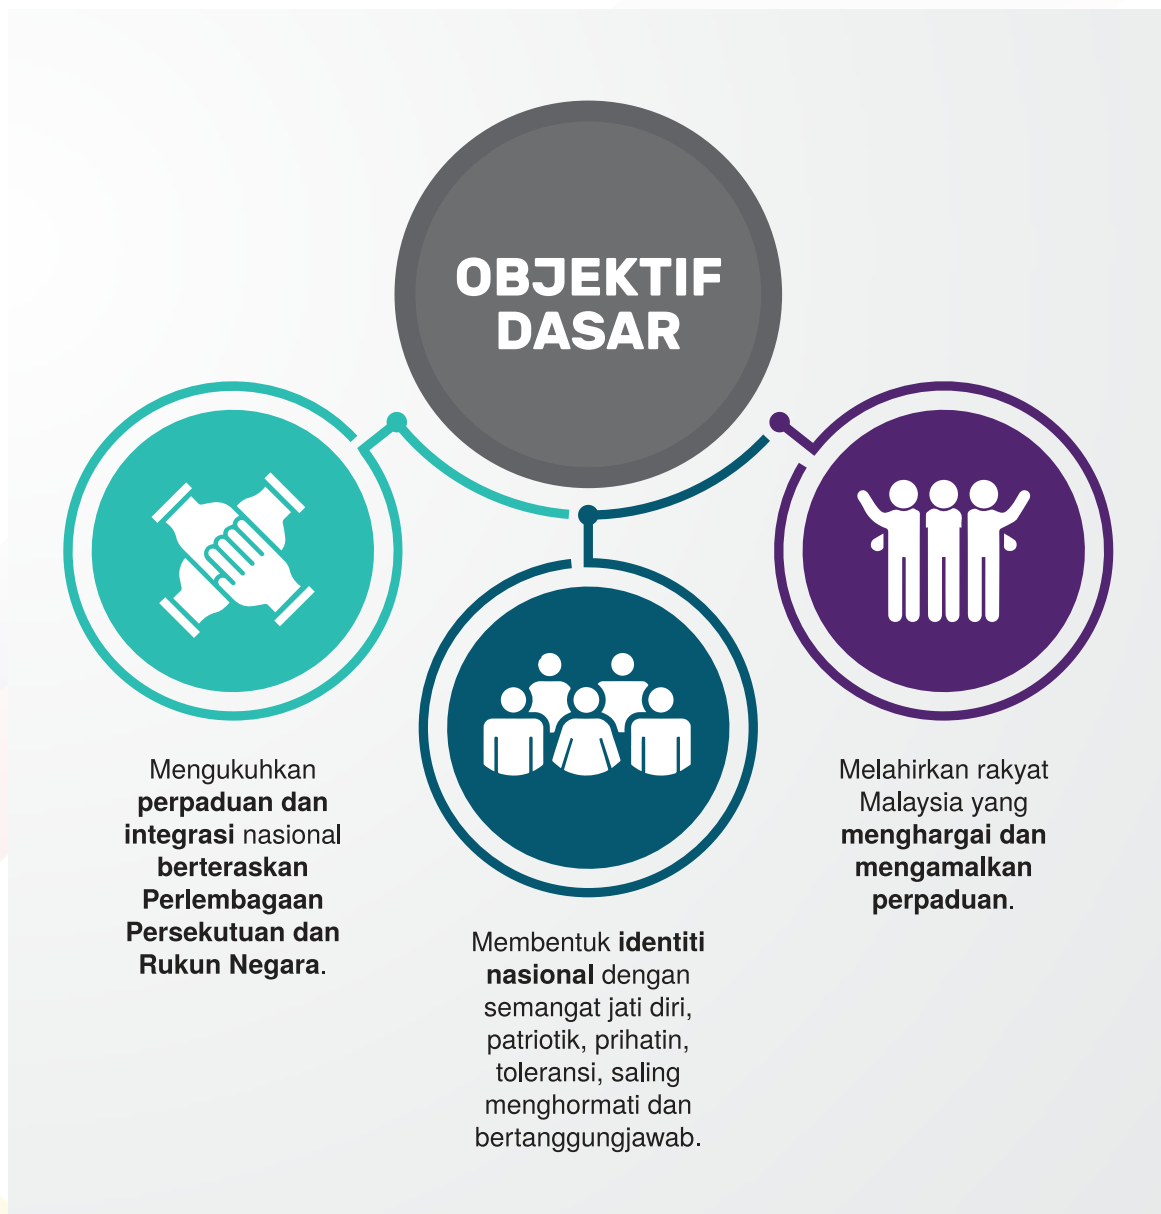 OBJEKTIF
DASAR
Mengukuhkan
perpaduan dan
integrasi nasional
berteraskan
Perlembagaan
Persekutuan dan
Rukun Negara.
Membentuk identiti
nasional dengan
semangat jati diri,
patriotik, prihatin,
toleransi, saling
menghormati dan
bertanggungjawab.
Melahirkan rakyat
Malaysia yang
menghargai dan
mengamalkan
perpaduan.